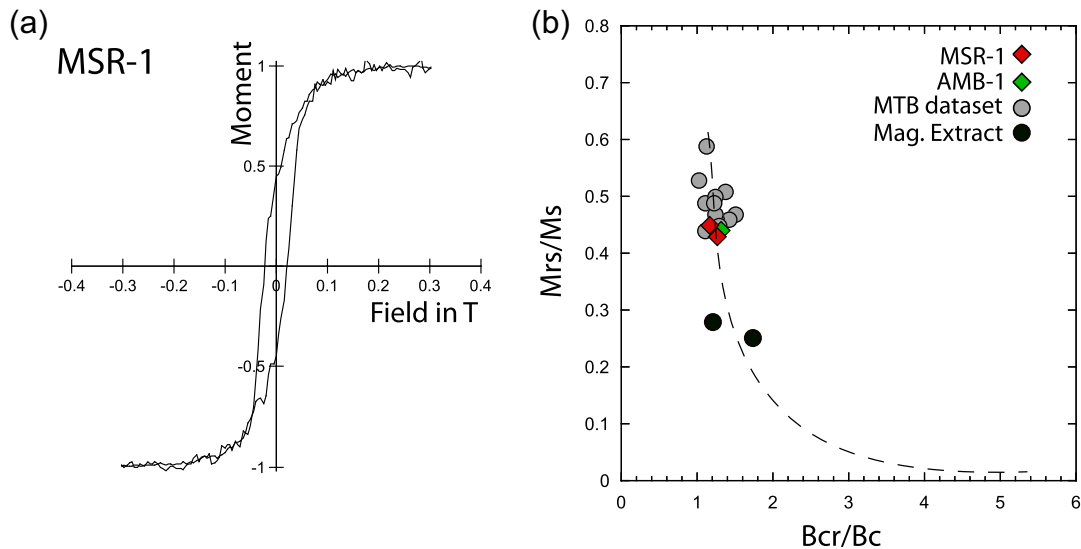 (a)
MSR-1
Moment
1
0.5
-0.4 -0.3 -0.2 -0.1 0 0.1 0.2 0.3 0.4
Field in T
-0.5
-1
(b)
0.8
MSR-1
AMB-1
MTB dataset
Mag. Extract
0.7
0.6
0.5
0.4
0.3
0.2
0.1
0
Mrs/Ms
0 1 2 3 4 5 6
Bcr/Bc